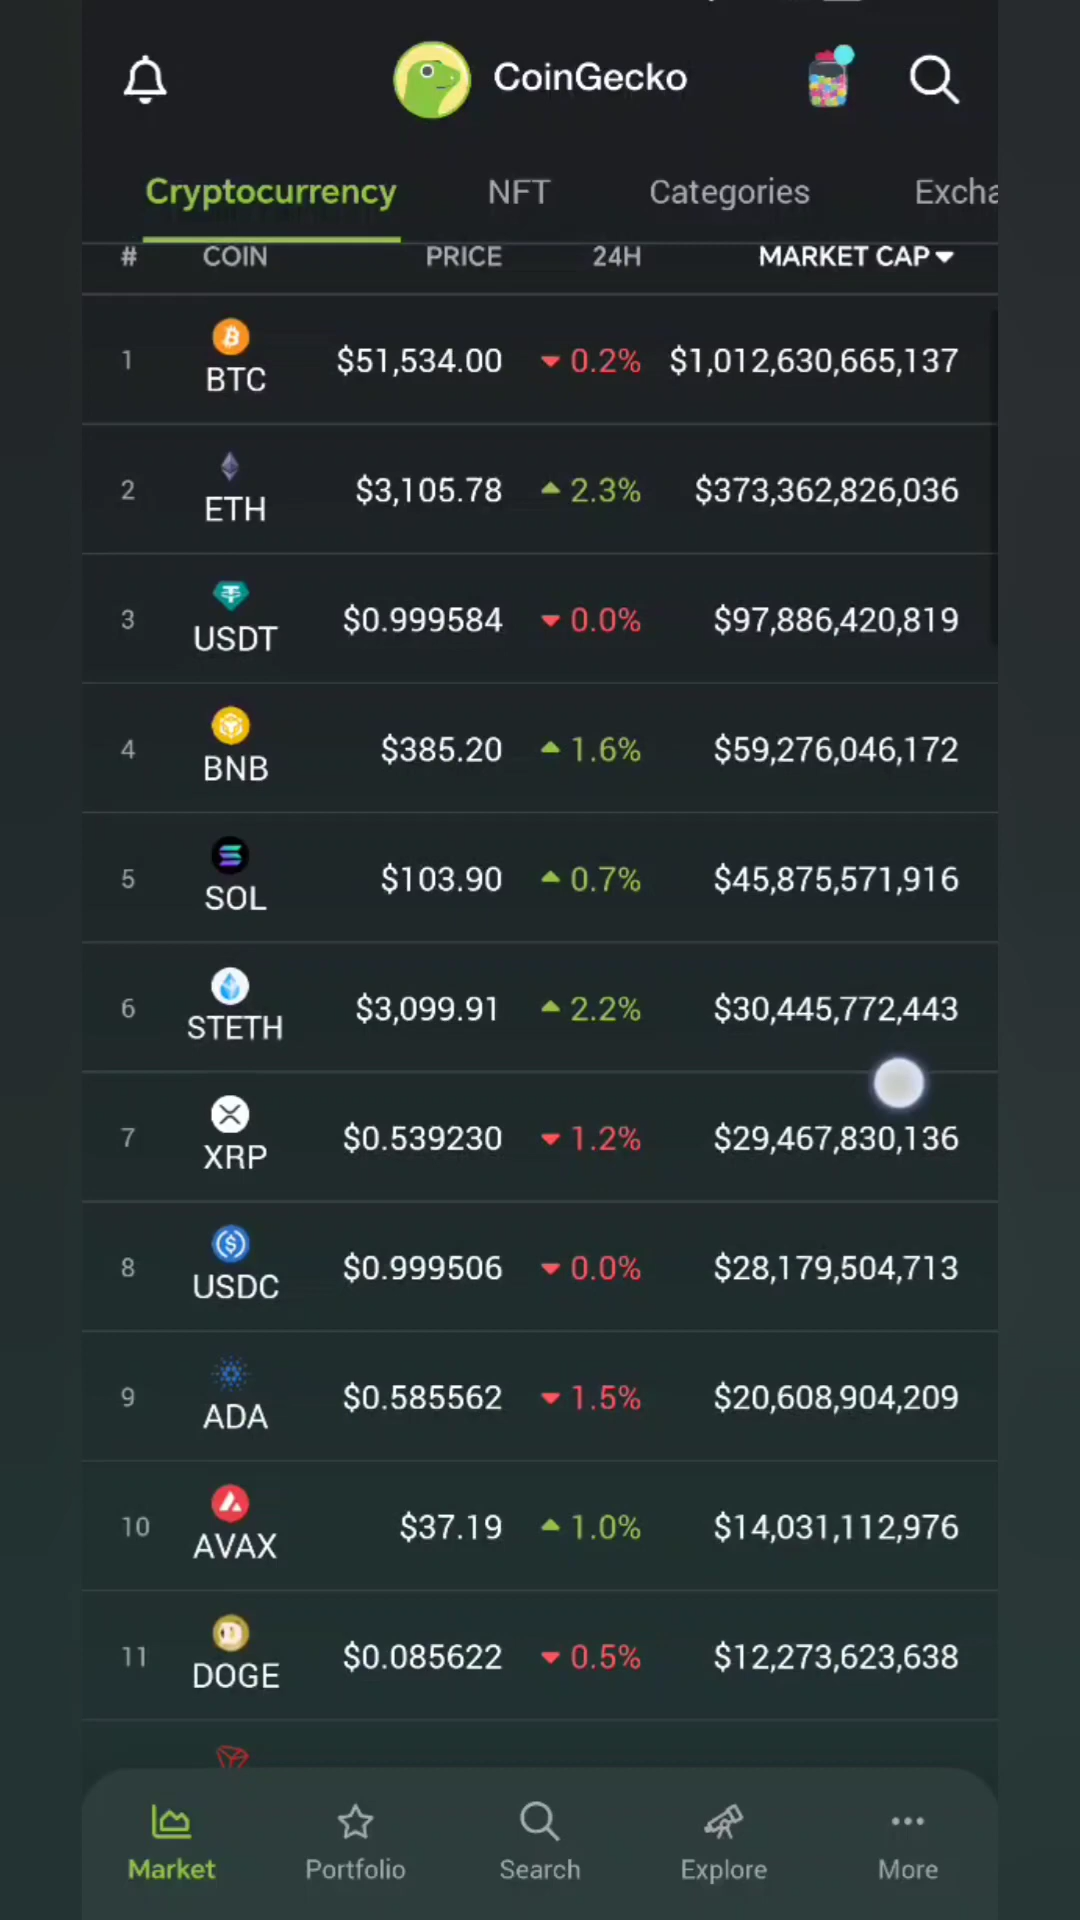 CoinGecko
Cryptocurrency NFT Categories Excha
# COIN PRICE 24H MARKET CAP
1 BTC $51,534.00 0.2% $1,012,630,665,137
2 ETH $3,105.78 2.3% $373,362,826,036
3 USDT $0.999584 0.0% $97,886,420,819
4 BNB $385.20 1.6% $59,276,046,172
5 SOL $103.90 0.7% $45,875,571,916
6 STETH $3,099.91 2.2% $30,445,772,443
7 XRP $0.539230 1.2% $29,467,830,136
8 USDC $0.999506 0.0% $28,179,504,713
9 ADA $0.585562 1.5% $20,608,904,209
10 AVAX $37.19 1.0% $14,031,112,976
11 DOGE $0.085622 0.5% $12,273,623,638
Market Portfolio Search Explore More